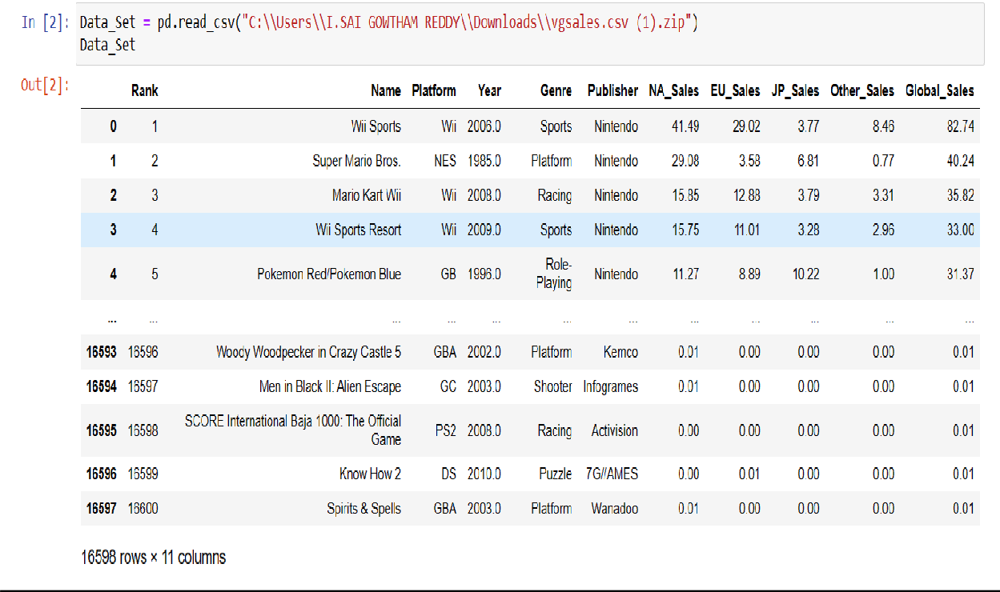 In [2]: Data_Set = pd.read_csv("C:\\Users\\I.SAI GOWTHAM REDDY\\Downloads\\vgsales.csv (1).zip")
Data_Set
Out[2]:
Rank Name Platform Year Genre Publisher NA_Sales EU_Sales JP_Sales Other_Sales Global_Sales
0 1 Wii Sports Wii 2006.0 Sports Nintendo 41.49 29.02 3.77 8.46 82.74
1 2 Super Mario Bros. NES 1985.0 Platform Nintendo 29.08 3.58 6.81 0.77 40.24
2 3 Mario Kart Wii Wii 2008.0 Racing Nintendo 15.85 12.88 3.79 3.31 35.82
3 4 Wii Sports Resort Wii 2009.0 Sports Nintendo 15.75 11.01 3.28 2.96 33.00
4 5 Pokemon Red/Pokemon Blue GB 1996.0 Role-
Playing Nintendo 11.27 8.89 10.22 1.00 31.37
... ... ... ... ... ... ... ... ... ... ... ...
16593 16596 Woody Woodpecker in Crazy Castle 5 GBA 2002.0 Platform Kemco 0.01 0.00 0.00 0.00 0.01
16594 16597 Men in Black II: Alien Escape GC 2003.0 Shooter Infogrames 0.01 0.00 0.00 0.00 0.01
16595 16598 SCORE International Baja 1000: The Official
Game PS2 2008.0 Racing Activision 0.00 0.00 0.00 0.00 0.01
16596 16599 Know How 2 DS 2010.0 Puzzle 7G//AMES 0.00 0.01 0.00 0.00 0.01
16597 16600 Spirits & Spells GBA 2003.0 Platform Wanadoo 0.01 0.00 0.00 0.00 0.01
16598 rows × 11 columns